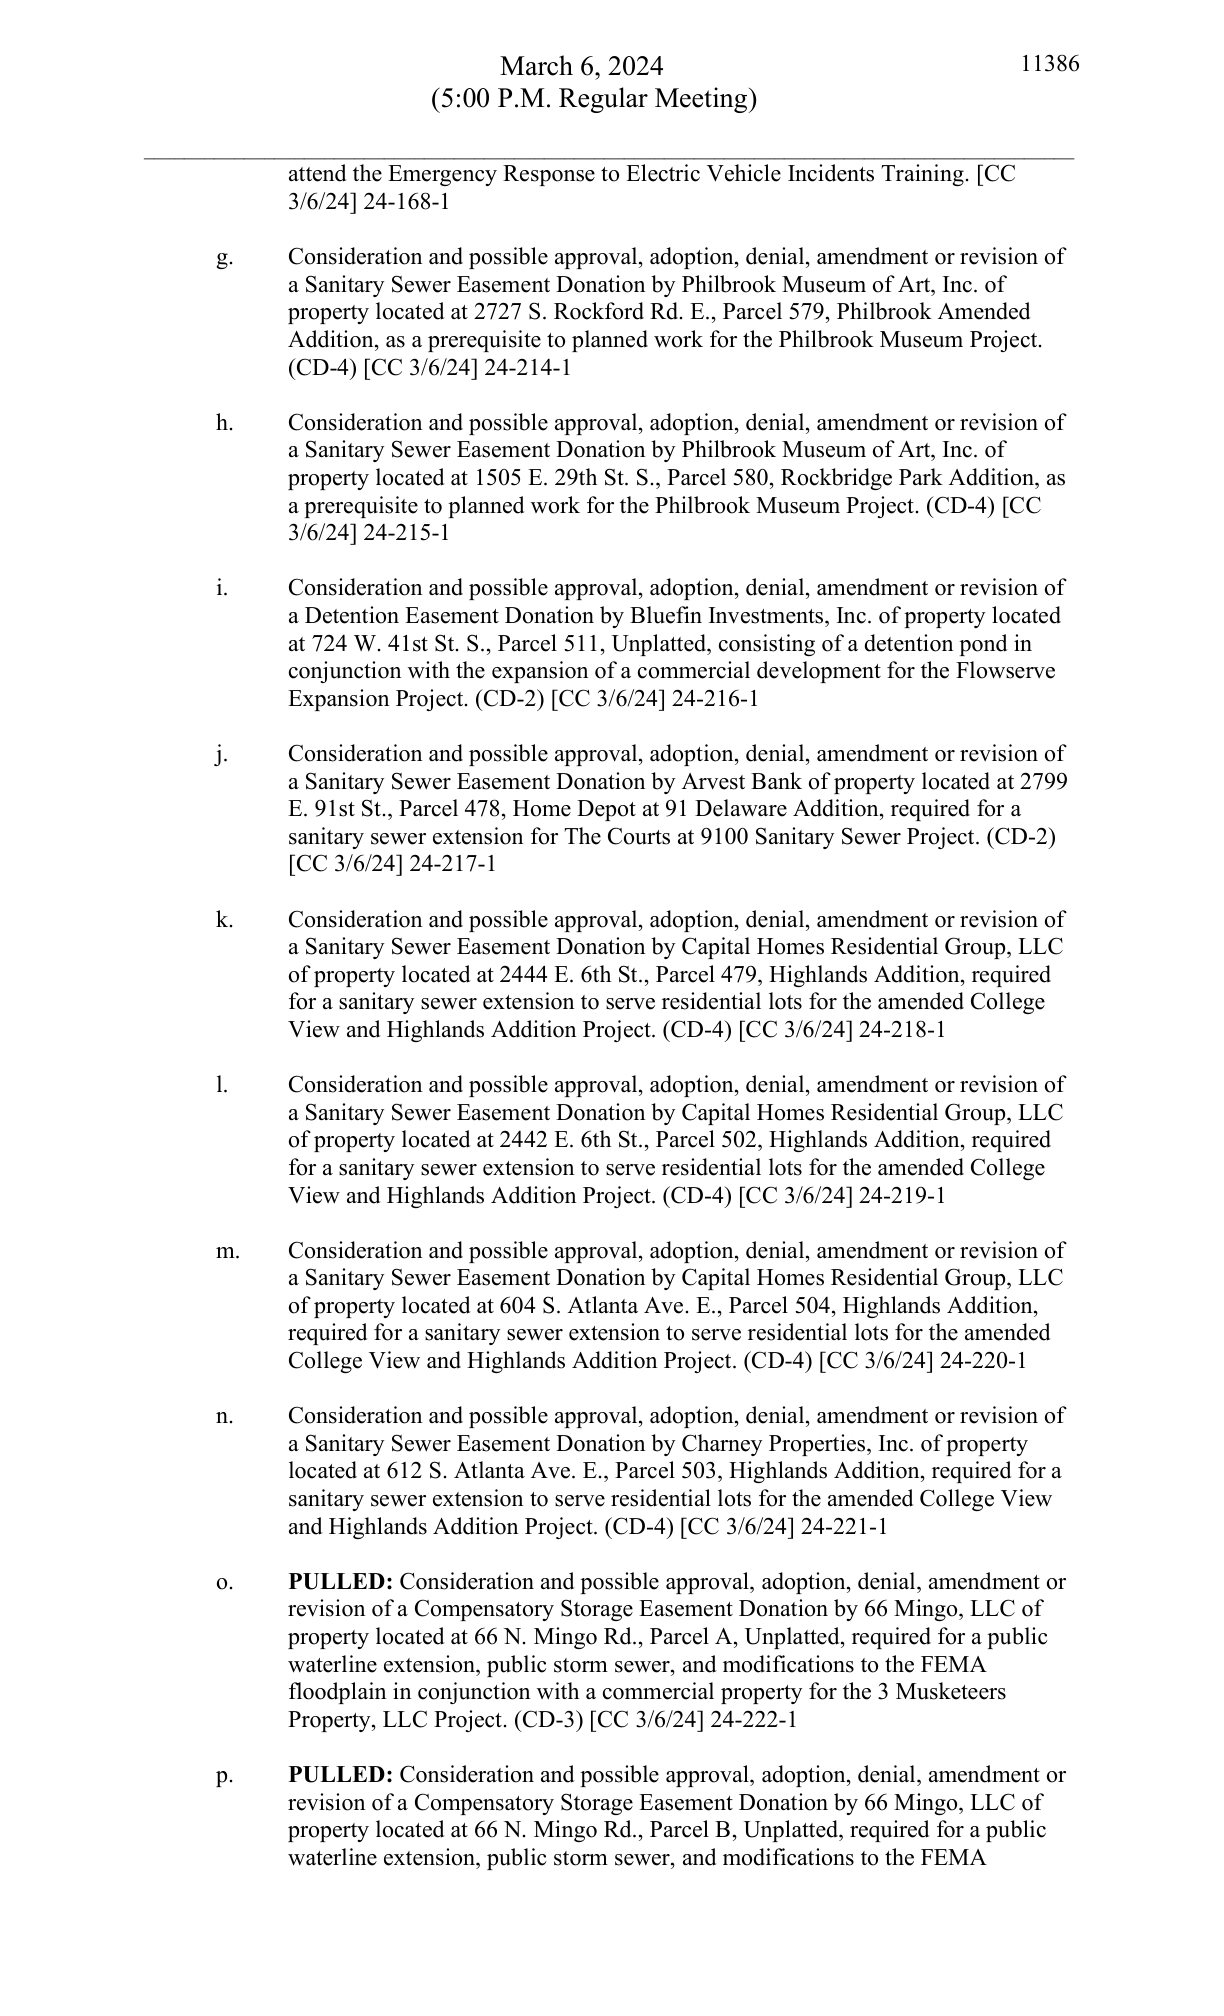 March 6, 2024
11386
(5:00 P.M. Regular Meeting)
attend the Emergency Response to Electric Vehicle Incidents Training. [CC
3/6/24] 24-168-1
g. Consideration and possible approval, adoption, denial, amendment or revision of
a Sanitary Sewer Easement Donation by Philbrook Museum of Art, Inc. of
property located at 2727 S. Rockford Rd. E., Parcel 579, Philbrook Amended
Addition, as a prerequisite to planned work for the Philbrook Museum Project.
(CD-4) [CC 3/6/24] 24-214-1
h. Consideration and possible approval, adoption, denial, amendment or revision of
a Sanitary Sewer Easement Donation by Philbrook Museum of Art, Inc. of
property located at 1505 E. 29th St. S., Parcel 580, Rockbridge Park Addition, as
a prerequisite to planned work for the Philbrook Museum Project. (CD-4) [CC
3/6/24] 24-215-1
i. Consideration and possible approval, adoption, denial, amendment or revision of
a Detention Easement Donation by Bluefin Investments, Inc. of property located
at 724 W. 41st St. S., Parcel 511, Unplatted, consisting of a detention pond in
conjunction with the expansion of a commercial development for the Flowserve
Expansion Project. (CD-2) [CC 3/6/24] 24-216-1
j. Consideration and possible approval, adoption, denial, amendment or revision of
a Sanitary Sewer Easement Donation by Arvest Bank of property located at 2799
E. 91st St., Parcel 478, Home Depot at 91 Delaware Addition, required for a
sanitary sewer extension for The Courts at 9100 Sanitary Sewer Project. (CD-2)
[CC 3/6/24] 24-217-1
k. Consideration and possible approval, adoption, denial, amendment or revision of
a Sanitary Sewer Easement Donation by Capital Homes Residential Group, LLC
of property located at 2444 E. 6th St., Parcel 479, Highlands Addition, required
for a sanitary sewer extension to serve residential lots for the amended College
View and Highlands Addition Project. (CD-4) [CC 3/6/24] 24-218-1
l. Consideration and possible approval, adoption, denial, amendment or revision of
a Sanitary Sewer Easement Donation by Capital Homes Residential Group, LLC
of property located at 2442 E. 6th St., Parcel 502, Highlands Addition, required
for a sanitary sewer extension to serve residential lots for the amended College
View and Highlands Addition Project. (CD-4) [CC 3/6/24] 24-219-1
m. Consideration and possible approval, adoption, denial, amendment or revision of
a Sanitary Sewer Easement Donation by Capital Homes Residential Group, LLC
of property located at 604 S. Atlanta Ave. E., Parcel 504, Highlands Addition,
required for a sanitary sewer extension to serve residential lots for the amended
College View and Highlands Addition Project. (CD-4) [CC 3/6/24] 24-220-1
n. Consideration and possible approval, adoption, denial, amendment or revision of
a Sanitary Sewer Easement Donation by Charney Properties, Inc. of property
located at 612 S. Atlanta Ave. E., Parcel 503, Highlands Addition, required for a
sanitary sewer extension to serve residential lots for the amended College View
and Highlands Addition Project. (CD-4) [CC 3/6/24] 24-221-1
o. PULLED: Consideration and possible approval, adoption, denial, amendment or
revision of a Compensatory Storage Easement Donation by 66 Mingo, LLC of
property located at 66 N. Mingo Rd., Parcel A, Unplatted, required for a public
waterline extension, public storm sewer, and modifications to the FEMA
floodplain in conjunction with a commercial property for the 3 Musketeers
Property, LLC Project. (CD-3) [CC 3/6/24] 24-222-1
p. PULLED: Consideration and possible approval, adoption, denial, amendment or
revision of a Compensatory Storage Easement Donation by 66 Mingo, LLC of
property located at 66 N. Mingo Rd., Parcel B, Unplatted, required for a public
waterline extension, public storm sewer, and modifications to the FEMA